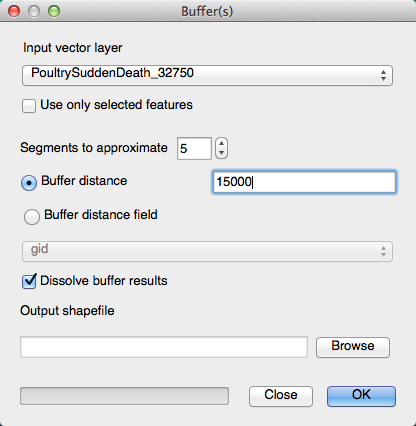 Buffer(s)
Input vector layer
PoultrySuddenDeath_32750
Use only selected features
Segments to approximate 5
Buffer distance 15000
Buffer distance field
gid
Dissolve buffer results
Output shapefile
Browse
Close OK